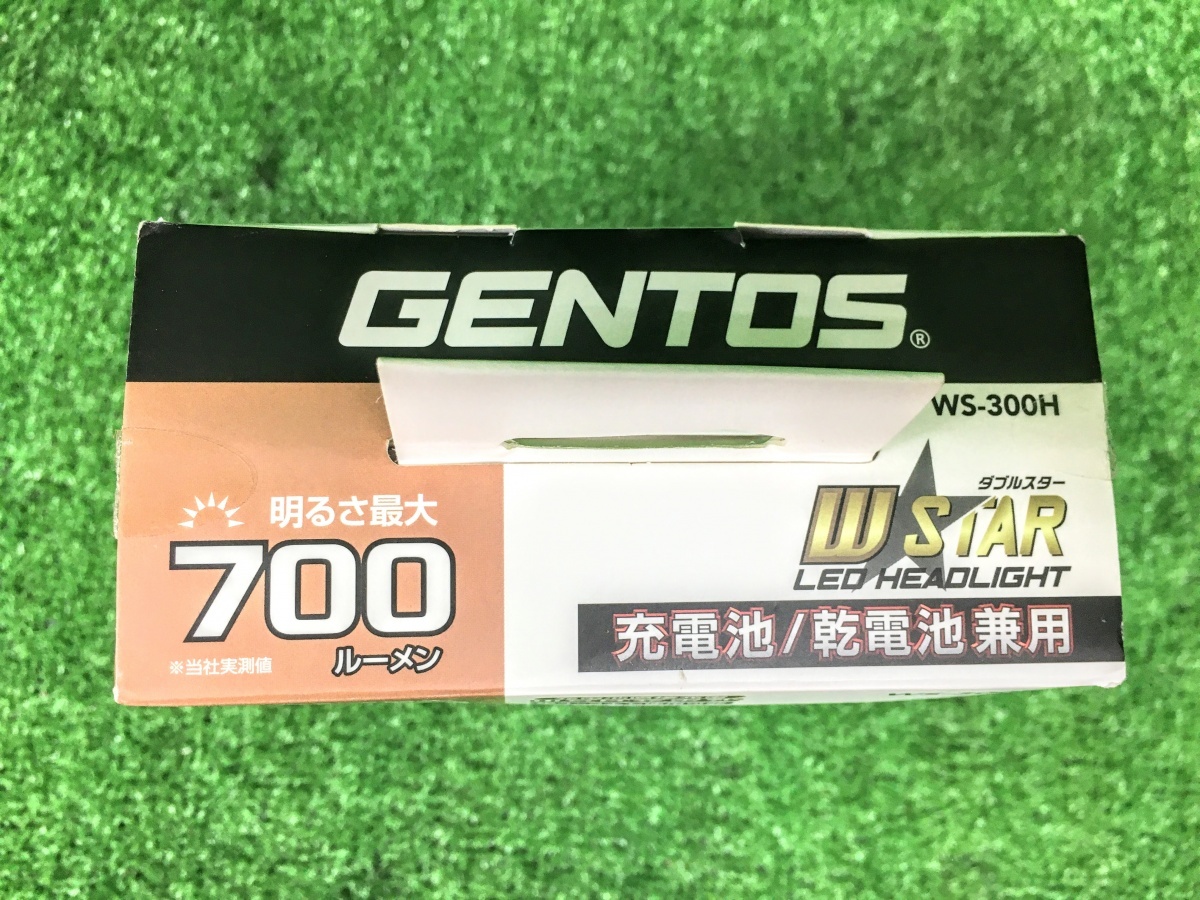 GENTOS®
WS-300H
明るさ最大
700
ルーメン
※当社実測値
ダブルスター
W STAR
LED HEADLIGHT
充電池/乾電池 兼用